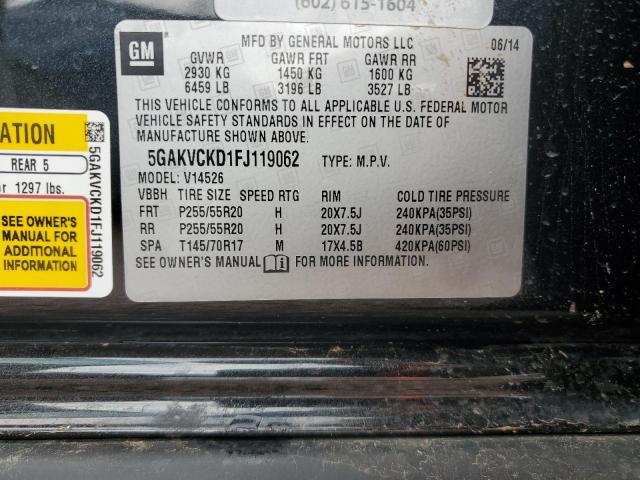 (602) 615-1604
GM
MFD BY GENERAL MOTORS LLC 06/14
GVWR GAWR FRT GAWR RR
2930 KG 1450 KG 1600 KG
6459 LB 3196 LB 3527 LB
THIS VEHICLE CONFORMS TO ALL APPLICABLE U.S. FEDERAL MOTOR
VEHICLE SAFETY STANDARDS IN EFFECT ON THE DATE OF
MANUFACTURE SHOWN ABOVE.
5GAKVCKD1FJ119062 TYPE: M.P.V.
MODEL: V14526
VBBH TIRE SIZE SPEED RTG RIM COLD TIRE PRESSURE
FRT P255/55R20 H 20X7.5J 240KPA(35PSI)
RR P255/55R20 H 20X7.5J 240KPA(35PSI)
SPA T145/70R17 M 17X4.5B 420KPA(60PSI)
SEE OWNER'S MANUAL FOR MORE INFORMATION.
ATION
REAR 5
or 1297 lbs.
SEE OWNER'S
MANUAL FOR
ADDITIONAL
INFORMATION
5GAKVCKD1FJ119062